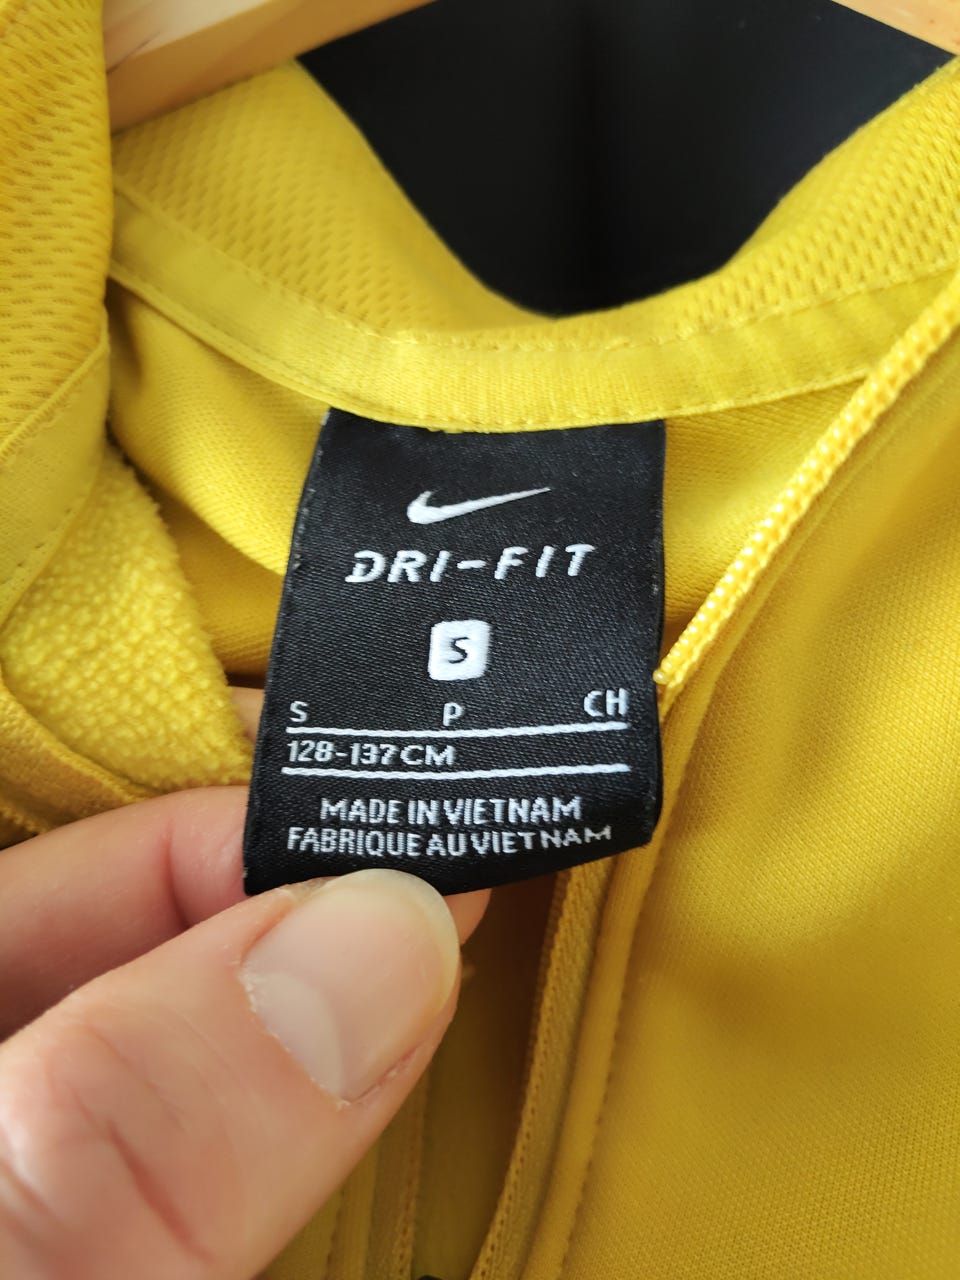 DRI-FIT
S
S P CH
128-137CM
MADE IN VIETNAM
FABRIQUE AU VIETNAM